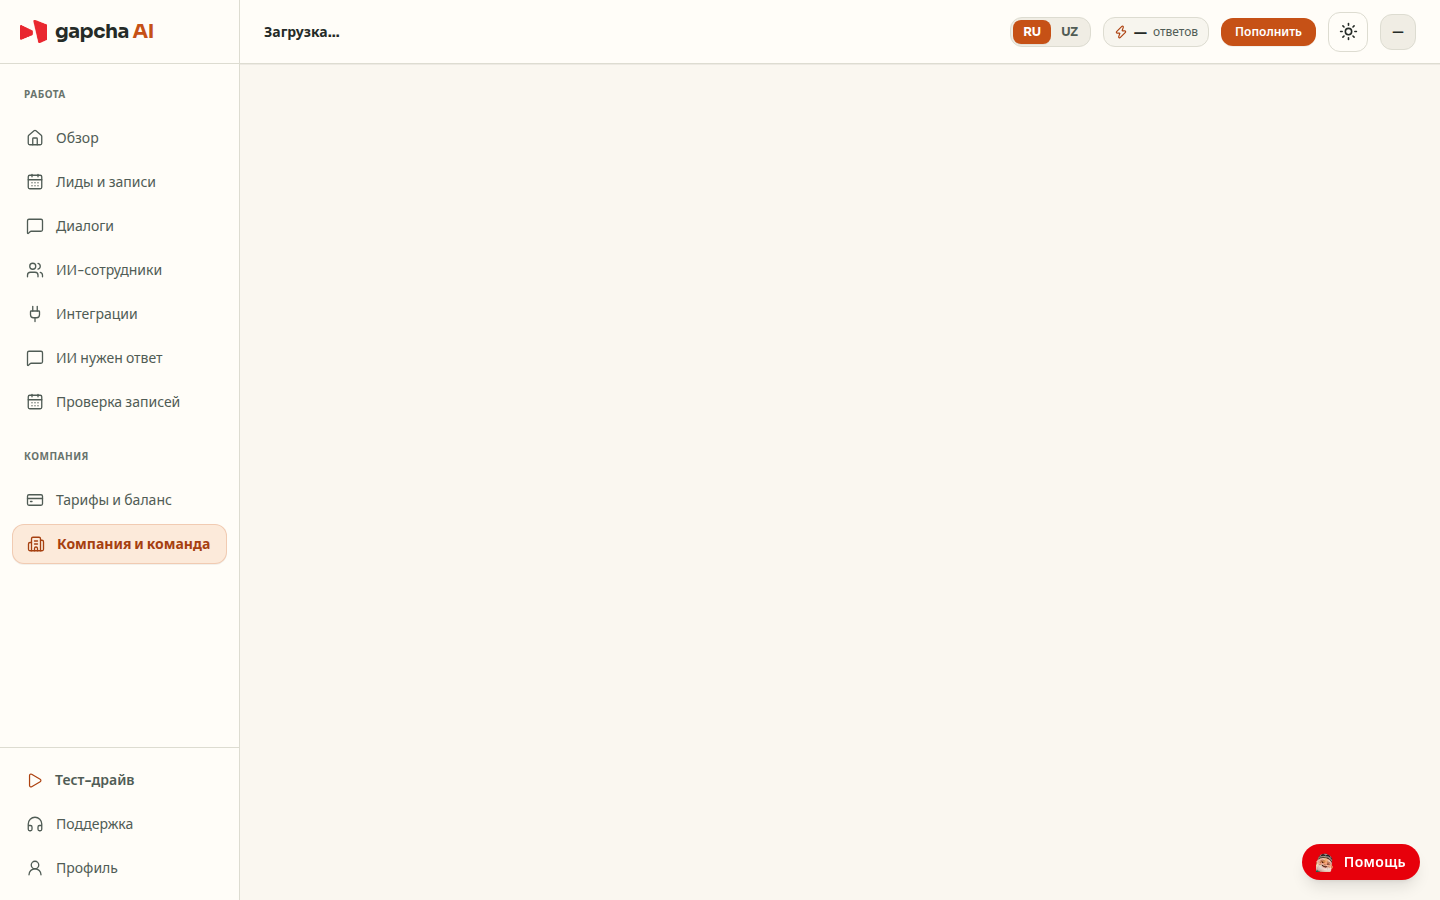 gapcha AI
Загрузка...
RU UZ
— ответов
Пополнить
—
РАБОТА
Обзор
Лиды и записи
Диалоги
ИИ-сотрудники
Интеграции
ИИ нужен ответ
Проверка записей
КОМПАНИЯ
Тарифы и баланс
Компания и команда
Тест-драйв
Поддержка
Профиль
Помощь